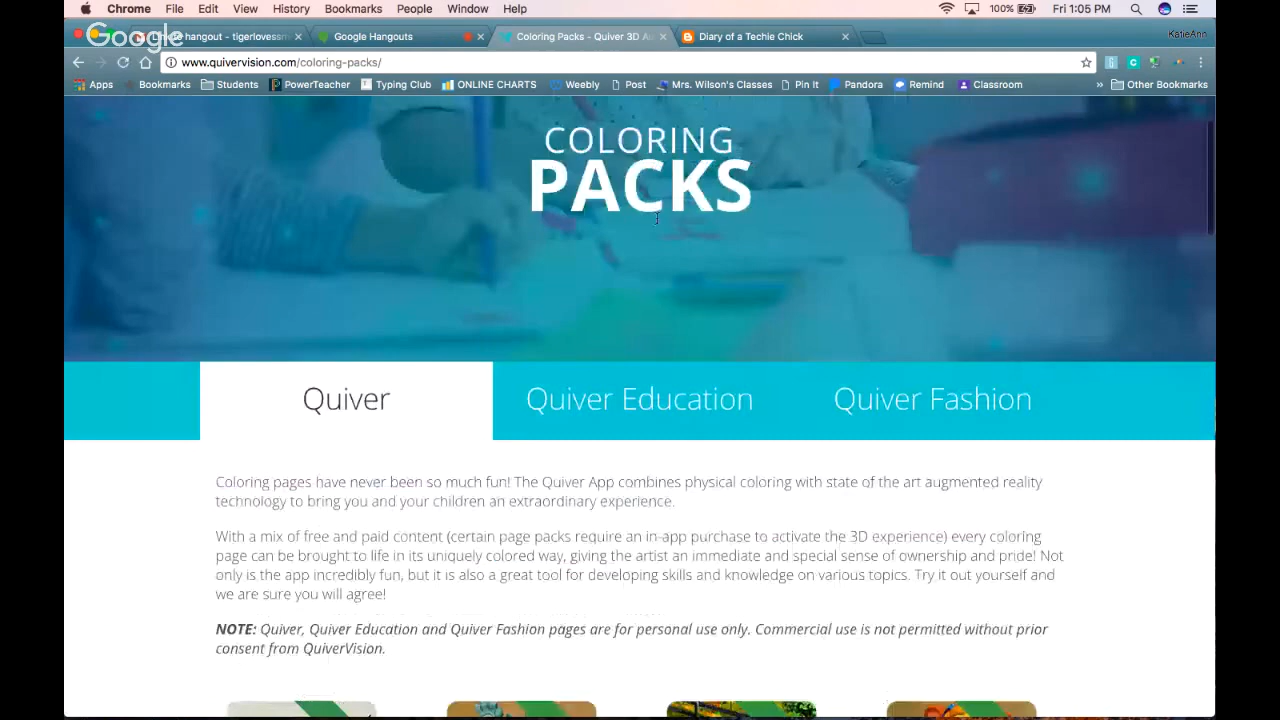 Chrome File Edit View History Bookmarks People Window Help 100% Fri 1:05 PM
Google
hangout - tigerlovessm Google Hangouts Coloring Packs - Quiver 3D Au Diary of a Techie Chick KatieAnn
www.quivervision.com/coloring-packs/
Apps Bookmarks Students PowerTeacher Typing Club ONLINE CHARTS Weebly Post Mrs. Wilson's Classes Pin It Pandora Remind Classroom » Other Bookmarks
COLORING
PACKS
Quiver Quiver Education Quiver Fashion
Coloring pages have never been so much fun! The Quiver App combines physical coloring with state of the art augmented reality
technology to bring you and your children an extraordinary experience.
With a mix of free and paid content (certain page packs require an in-app purchase to activate the 3D experience) every coloring
page can be brought to life in its uniquely colored way, giving the artist an immediate and special sense of ownership and pride! Not
only is the app incredibly fun, but it is also a great tool for developing skills and knowledge on various topics. Try it out yourself and
we are sure you will agree!
NOTE: Quiver, Quiver Education and Quiver Fashion pages are for personal use only. Commercial use is not permitted without prior
consent from QuiverVision.